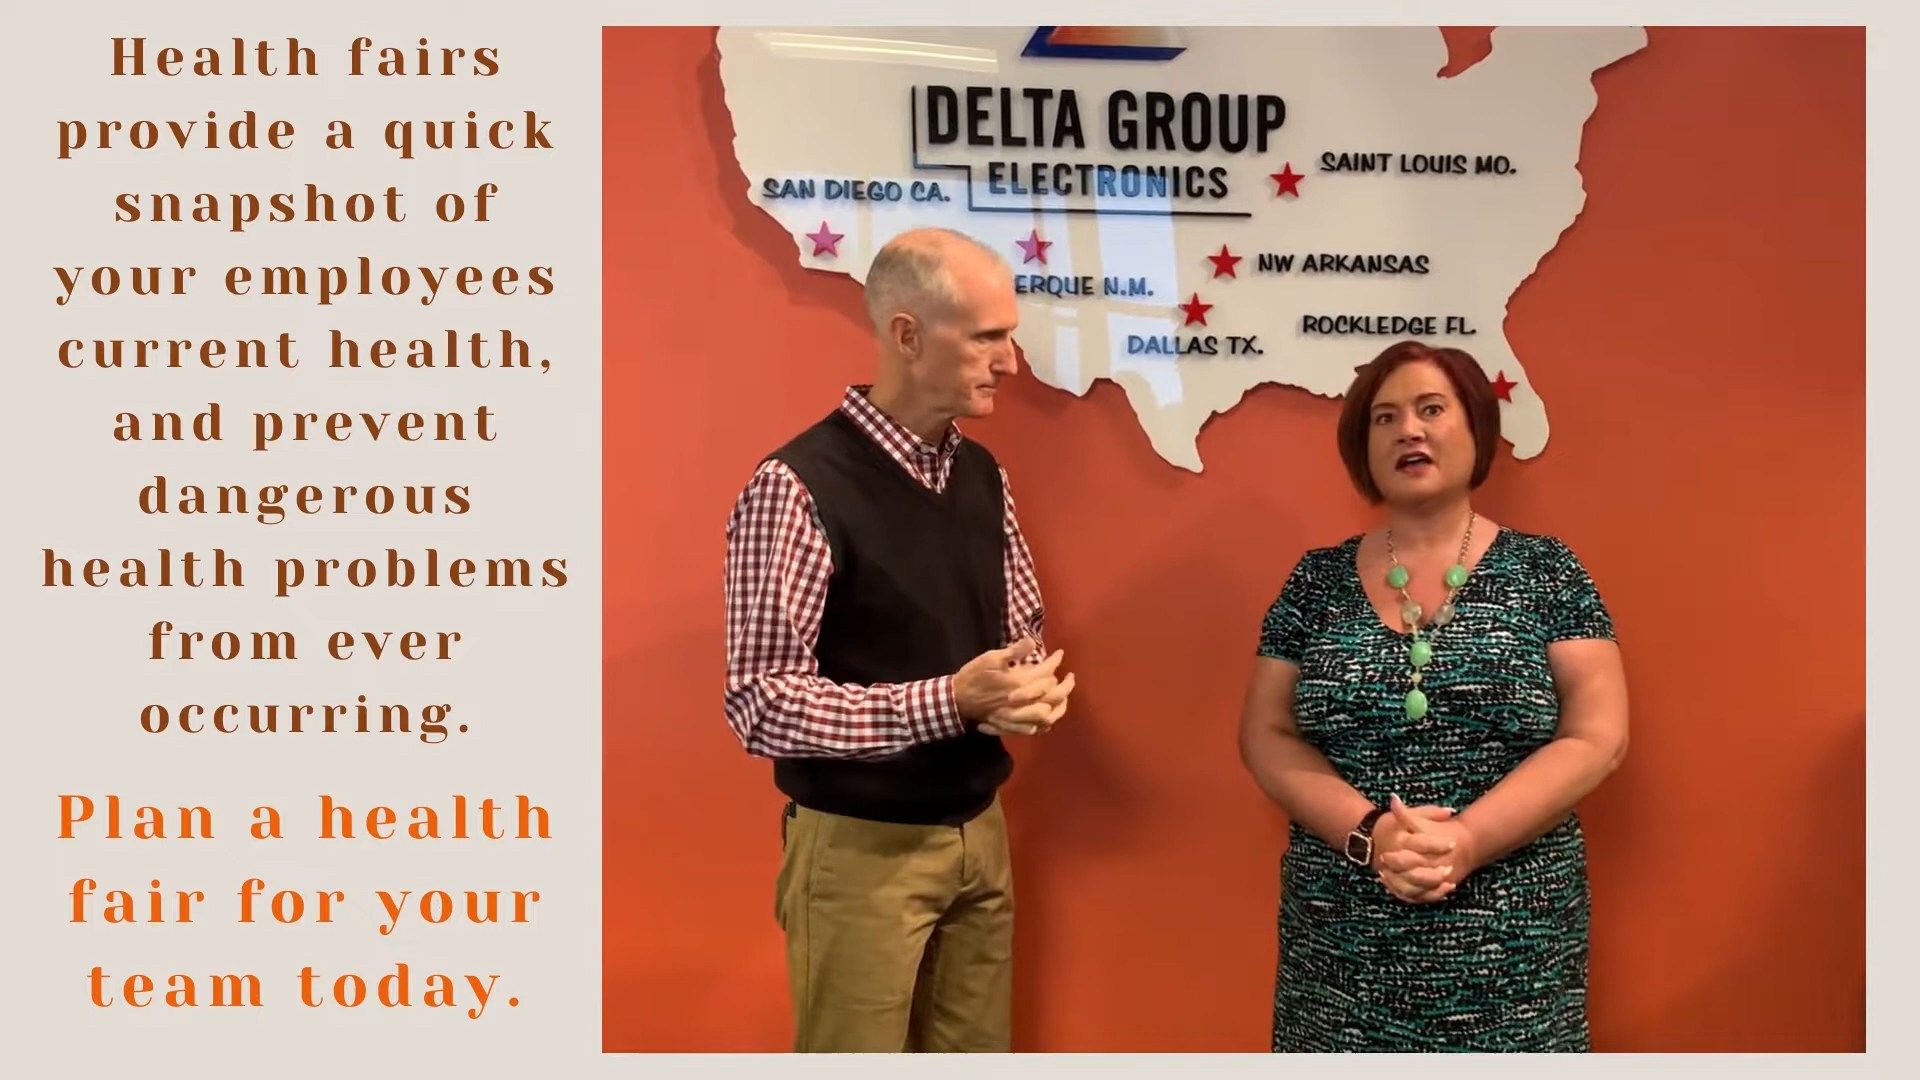 Health fairs
provide a quick
snapshot of
your employees
current health,
and prevent
dangerous
health problems
from ever
occurring.
Plan a health
fair for your
team today.
DELTA GROUP
ELECTRONICS
SAN DIEGO CA.
SAINT LOUIS MO.
NW ARKANSAS
ERQUE N.M.
ROCKLEDGE FL.
DALLAS TX.